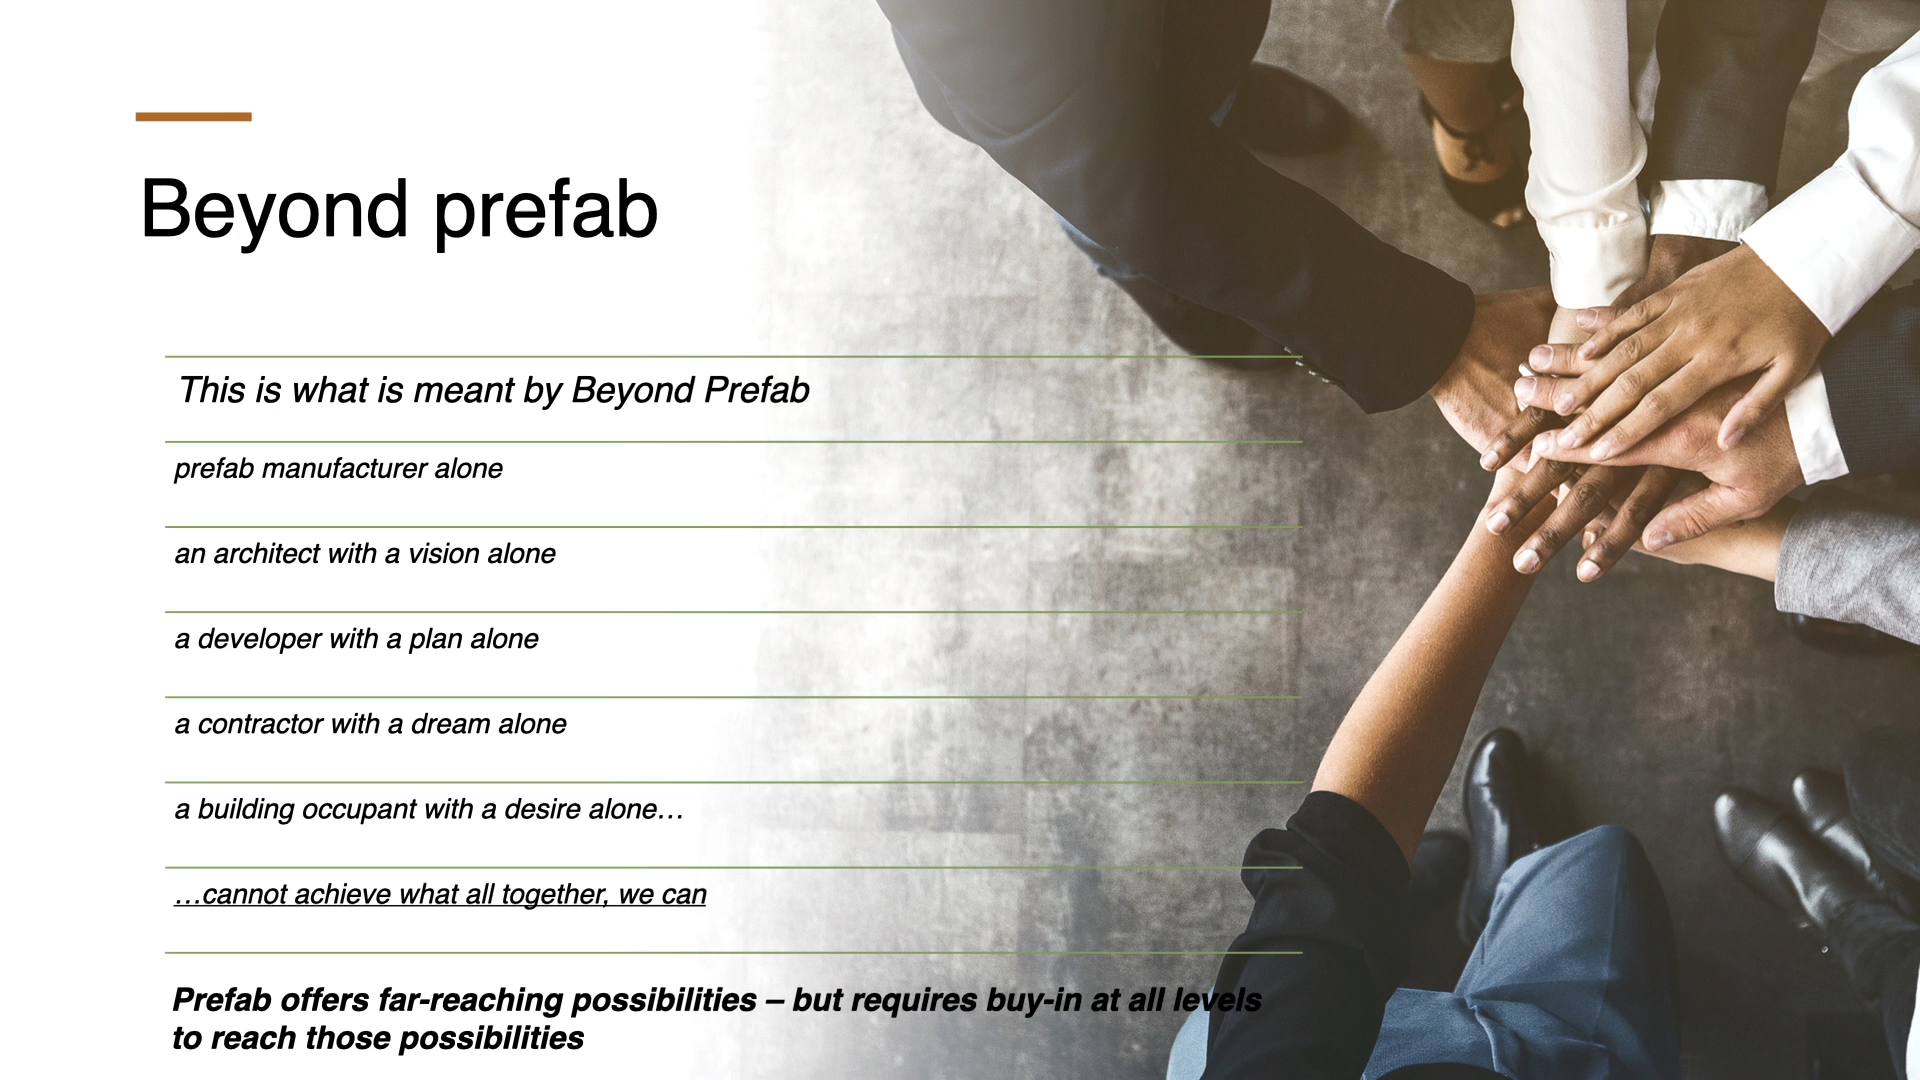 Beyond prefab
This is what is meant by Beyond Prefab
prefab manufacturer alone
an architect with a vision alone
a developer with a plan alone
a contractor with a dream alone
a building occupant with a desire alone…
…cannot achieve what all together, we can
Prefab offers far-reaching possibilities – but requires buy-in at all levels
to reach those possibilities